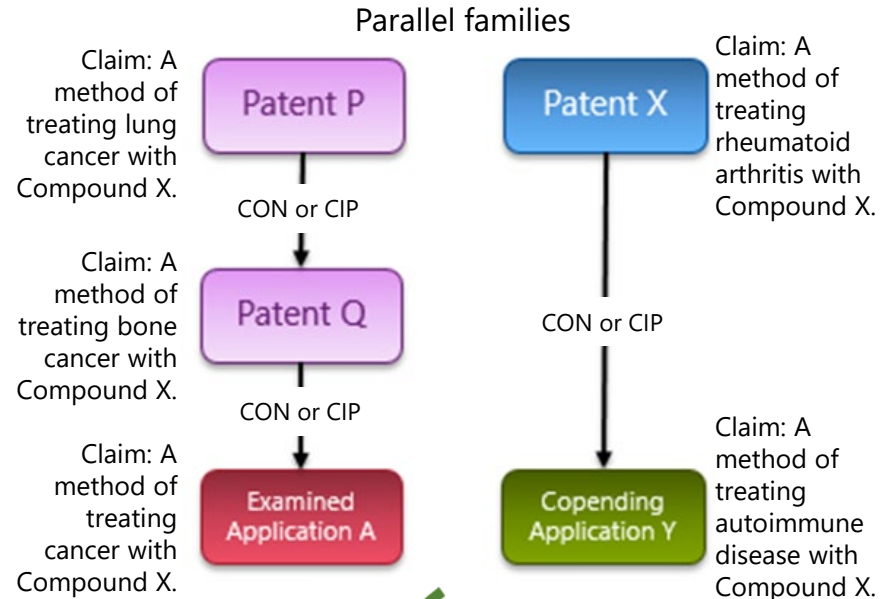 Parallel families
Claim: A
method of
treating lung
cancer with
Compound X.
Patent P
Patent X
Claim: A
method of
treating
rheumatoid
arthritis with
Compound X.
CON or CIP
Claim: A
method of
treating bone
cancer with
Compound X.
Patent Q
CON or CIP
CON or CIP
Claim: A
method of
treating
cancer with
Compound X.
Examined
Application A
Copending
Application Y
Claim: A
method of
treating
autoimmune
disease with
Compound X.